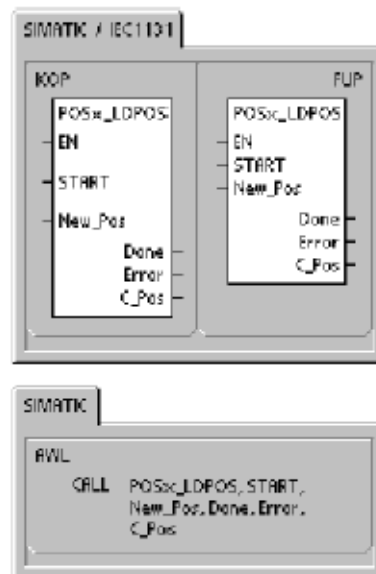 SIMATIC / IEC1131
KOP
POSx_LDPOS
EN
START
New_Pos
Done
Error
C_Pos
FUP
POSx_LDPOS
EN
START
New_Pos
Done
Error
C_Pos
SIMATIC
AWL
CALL POSx_LDPOS, START,
New_Pos, Done, Error,
C_Pos